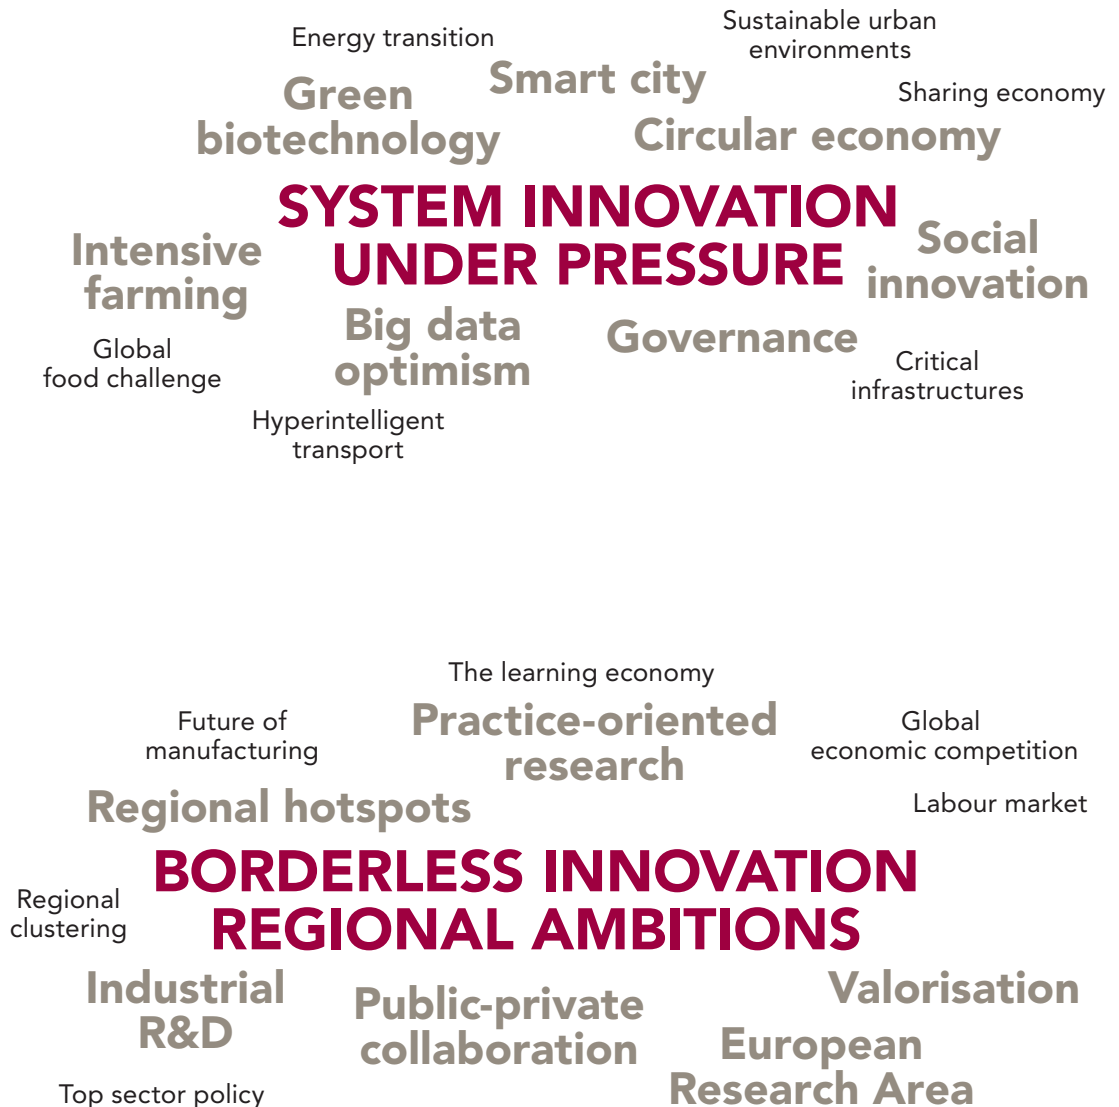 Energy transition
Sustainable urban
environments
Smart city
Green
biotechnology
Sharing economy
Circular economy
SYSTEM INNOVATION
UNDER PRESSURE
Social
innovation
Intensive
farming
Big data
optimism
Governance
Global
food challenge
Critical
infrastructures
Hyperintelligent
transport
The learning economy
Future of
manufacturing
Practice-oriented
research
Global
economic competition
Regional hotspots
Labour market
BORDERLESS INNOVATION
REGIONAL AMBITIONS
Regional
clustering
Industrial
R&D
Public-private
collaboration
Valorisation
European
Research Area
Top sector policy